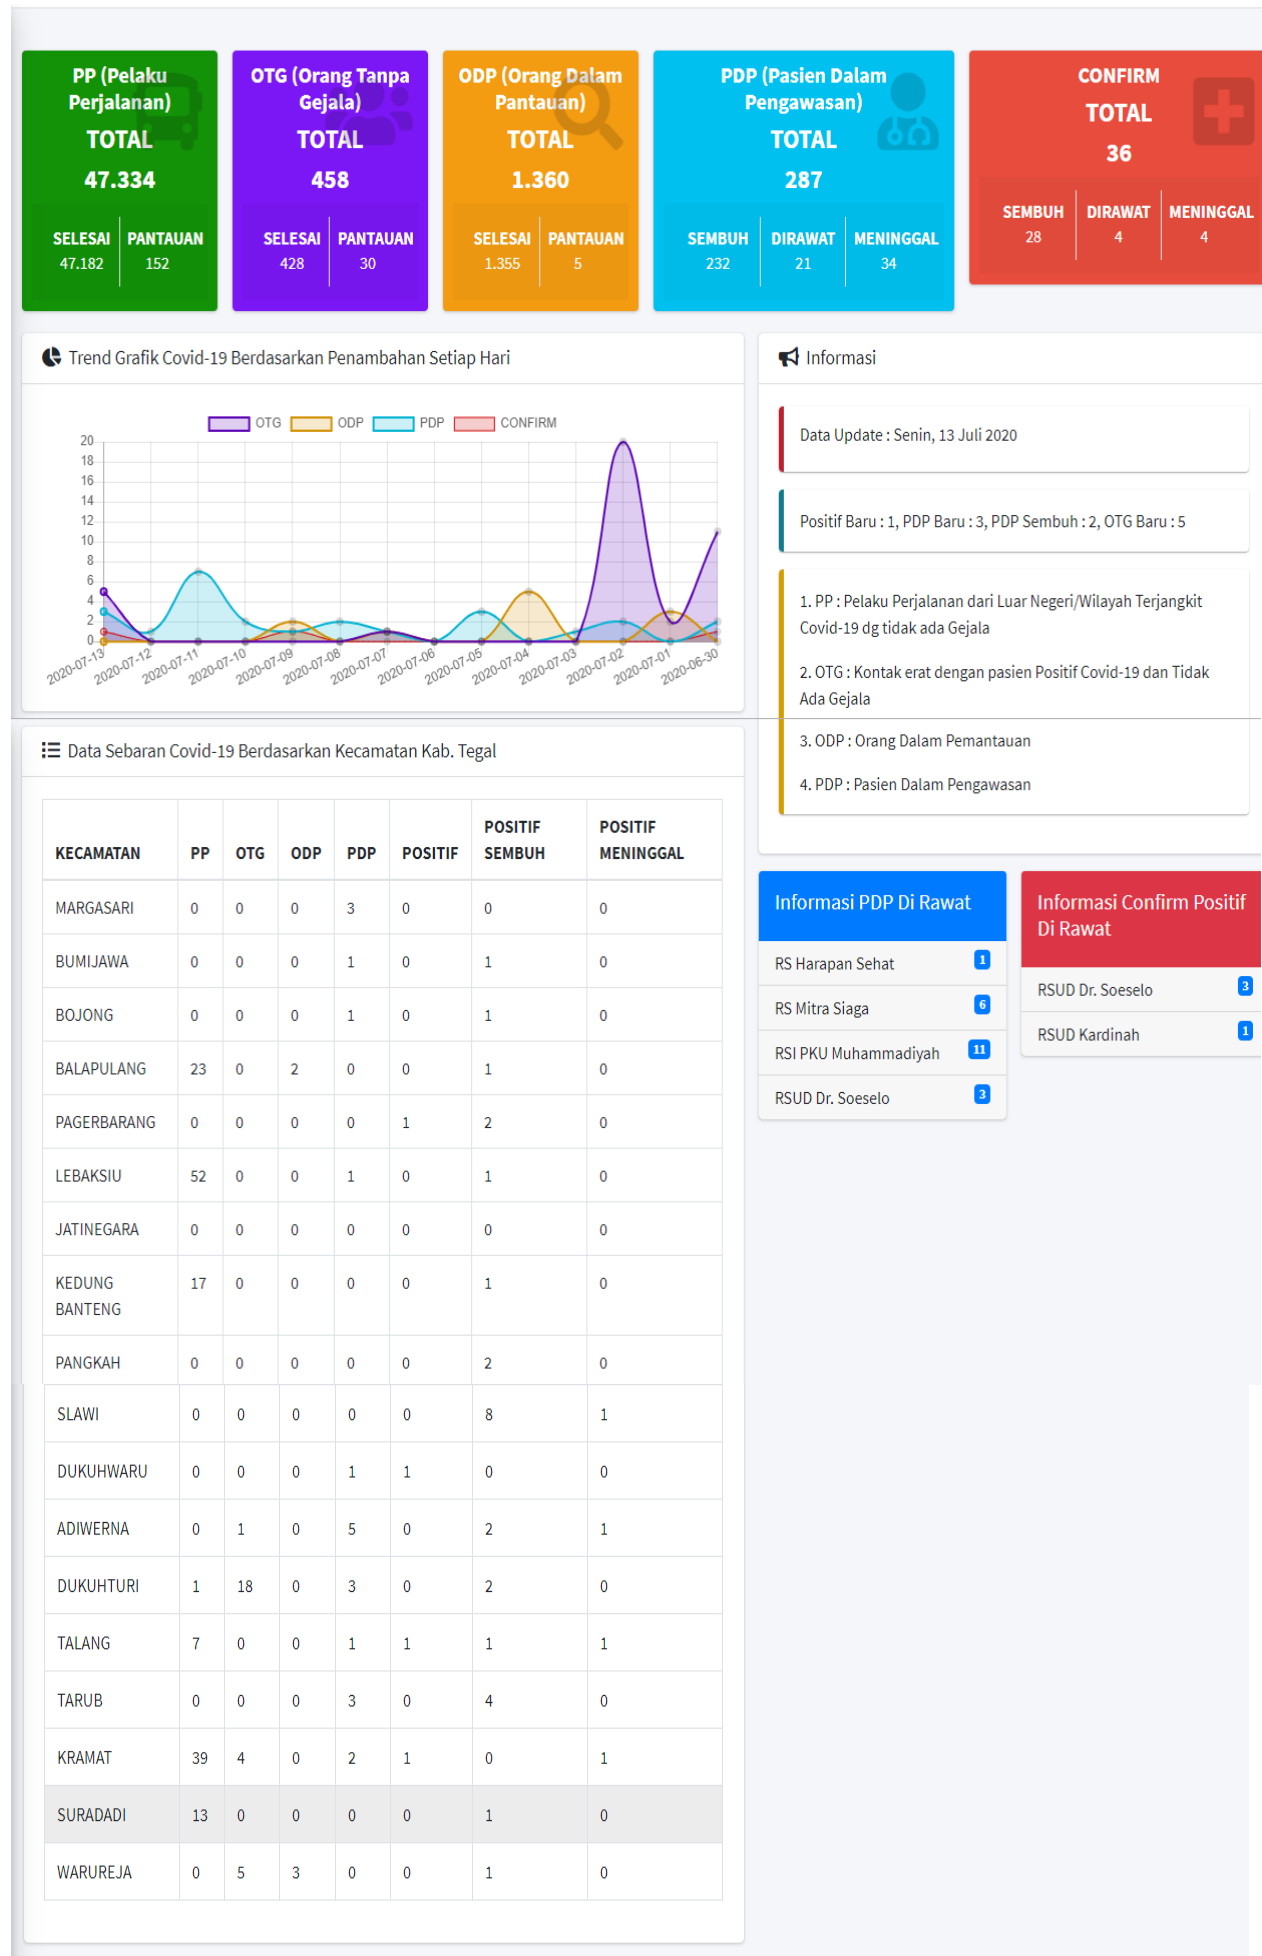 PP (Pelaku
Perjalanan)
TOTAL
47.334
SELESAI PANTAUAN
47.182 152
OTG (Orang Tanpa
Gejala)
TOTAL
458
SELESAI PANTAUAN
428 30
ODP (Orang Dalam
Pantauan)
TOTAL
1.360
SELESAI PANTAUAN
1.355 5
PDP (Pasien Dalam
Pengawasan)
TOTAL
287
SEMBUH DIRAWAT MENINGGAL
232 21 34
CONFIRM
TOTAL
36
SEMBUH DIRAWAT MENINGGAL
28 4 4
Trend Grafik Covid-19 Berdasarkan Penambahan Setiap Hari
OTG ODP PDP CONFIRM
20
18
16
14
12
10
8
6
4
2
0
2020-07-13 2020-07-12 2020-07-11 2020-07-10 2020-07-09 2020-07-08 2020-07-07 2020-07-06 2020-07-05 2020-07-04 2020-07-03 2020-07-02 2020-07-01 2020-06-30
Informasi
Data Update : Senin, 13 Juli 2020
Positif Baru : 1, PDP Baru : 3, PDP Sembuh : 2, OTG Baru : 5
1. PP : Pelaku Perjalanan dari Luar Negeri/Wilayah Terjangkit
Covid-19 dg tidak ada Gejala
2. OTG : Kontak erat dengan pasien Positif Covid-19 dan Tidak
Ada Gejala
3. ODP : Orang Dalam Pemantauan
4. PDP : Pasien Dalam Pengawasan
Data Sebaran Covid-19 Berdasarkan Kecamatan Kab. Tegal
KECAMATAN PP OTG ODP PDP POSITIF POSITIF SEMBUH POSITIF MENINGGAL
MARGASARI 0 0 0 3 0 0 0
BUMIJAWA 0 0 0 1 0 1 0
BOJONG 0 0 0 1 0 1 0
BALAPULANG 23 0 2 0 0 1 0
PAGERBARANG 0 0 0 0 1 2 0
LEBAKSIU 52 0 0 1 0 1 0
JATINEGARA 0 0 0 0 0 0 0
KEDUNG BANTENG 17 0 0 0 0 1 0
PANGKAH 0 0 0 0 0 2 0
SLAWI 0 0 0 0 0 8 1
DUKUHWARU 0 0 0 1 1 0 0
ADIWERNA 0 1 0 5 0 2 1
DUKUHTURI 1 18 0 3 0 2 0
TALANG 7 0 0 1 1 1 1
TARUB 0 0 0 3 0 4 0
KRAMAT 39 4 0 2 1 0 1
SURADADI 13 0 0 0 0 1 0
WARUREJA 0 5 3 0 0 1 0
Informasi PDP Di Rawat
RS Harapan Sehat 1
RS Mitra Siaga 6
RSI PKU Muhammadiyah 11
RSUD Dr. Soeselo 3
Informasi Confirm Positif
Di Rawat
RSUD Dr. Soeselo 3
RSUD Kardinah 1